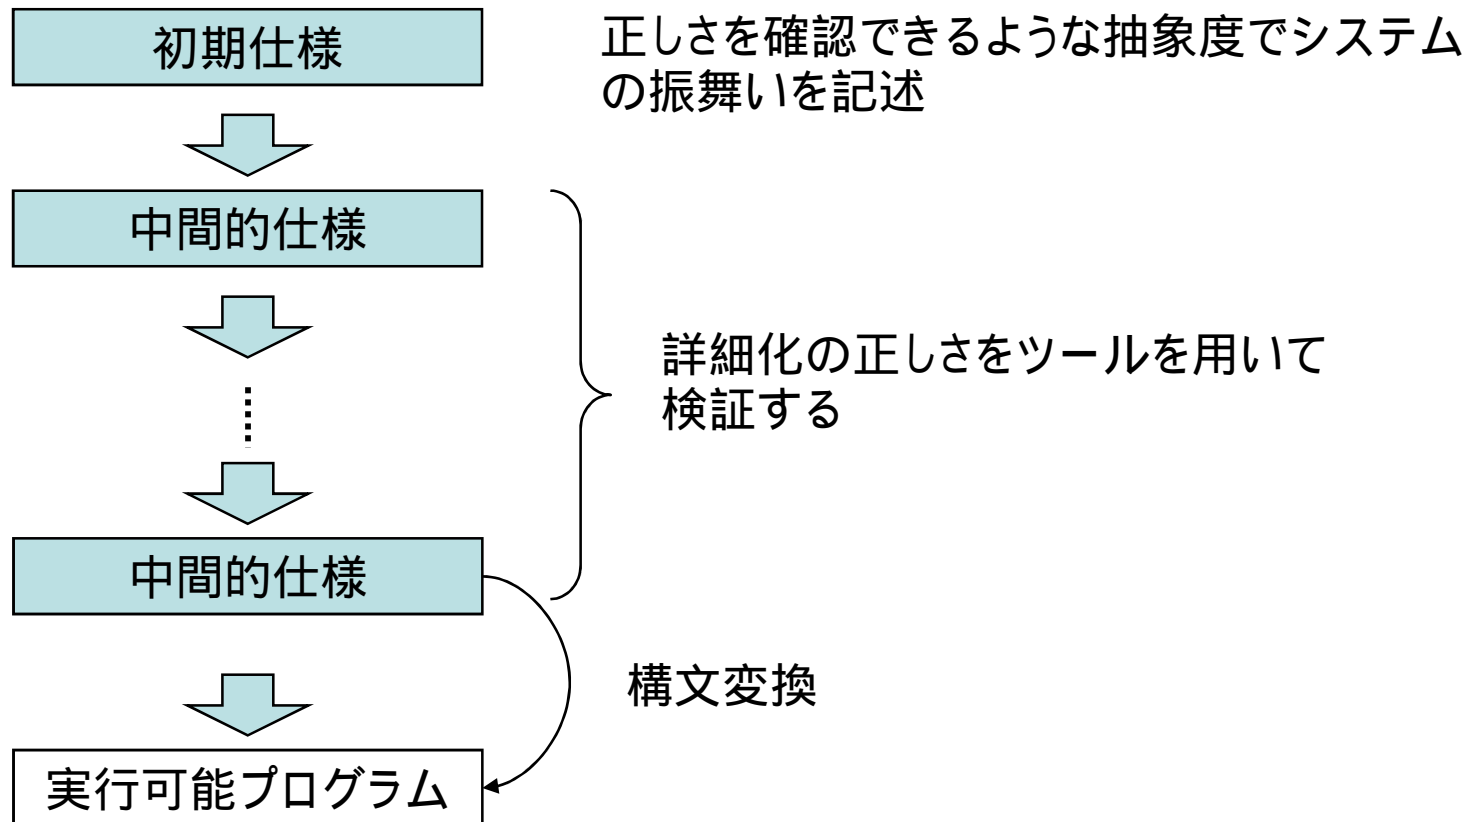 初期仕様
正しさを確認できるような抽象度でシステム
の振舞いを記述
中間的仕様
詳細化の正しさをツールを用いて
検証する
中間的仕様
構文変換
実行可能プログラム